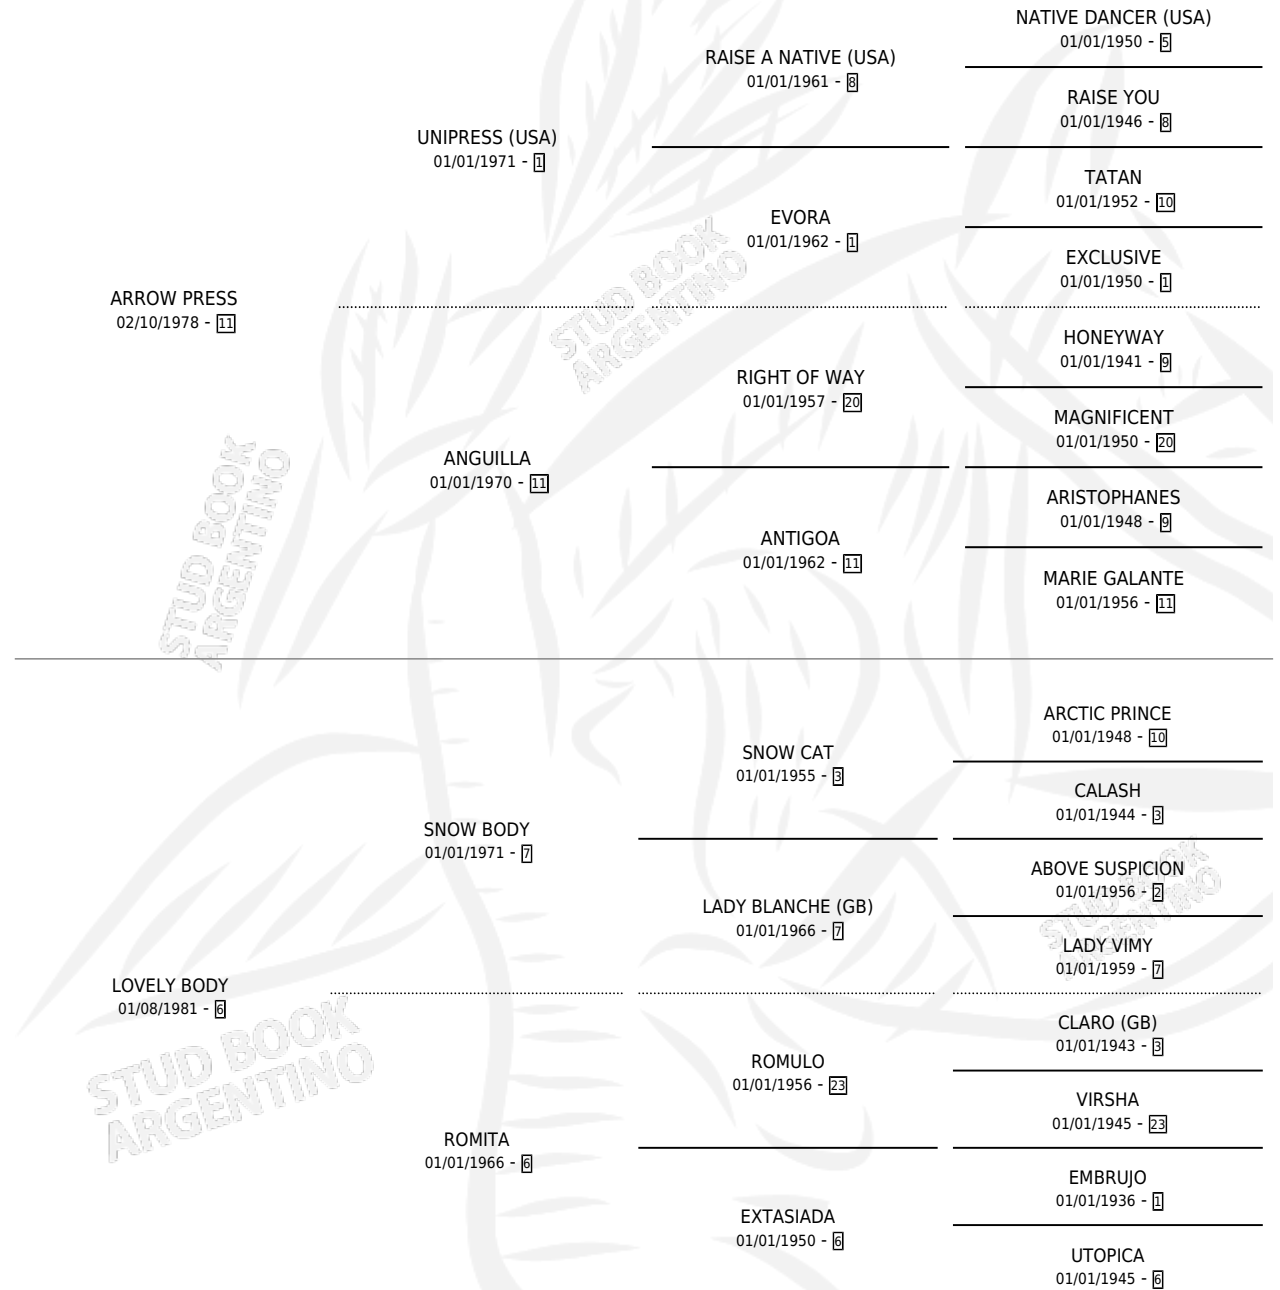 NATIVE DANCER (USA)
01/01/1950 - 5
RAISE A NATIVE (USA)
01/01/1961 - 8
RAISE YOU
01/01/1946 - 8
UNIPRESS (USA)
01/01/1971 - 1
TATAN
01/01/1952 - 10
EVORA
01/01/1962 - 1
EXCLUSIVE
01/01/1950 - 1
ARROW PRESS
02/10/1978 - 11
HONEYWAY
01/01/1941 - 9
RIGHT OF WAY
01/01/1957 - 20
MAGNIFICENT
01/01/1950 - 20
ANGUILLA
01/01/1970 - 11
ARISTOPHANES
01/01/1948 - 9
ANTIGOA
01/01/1962 - 11
MARIE GALANTE
01/01/1956 - 11
ARCTIC PRINCE
01/01/1948 - 10
SNOW CAT
01/01/1955 - 3
CALASH
01/01/1944 - 3
SNOW BODY
01/01/1971 - 7
ABOVE SUSPICION
01/01/1956 - 2
LADY BLANCHE (GB)
01/01/1966 - 7
LADY VIMY
01/01/1959 - 7
LOVELY BODY
01/08/1981 - 6
CLARO (GB)
01/01/1943 - 3
ROMULO
01/01/1956 - 23
VIRSHA
01/01/1945 - 23
ROMITA
01/01/1966 - 6
EMBRUJO
01/01/1936 - 1
EXTASIADA
01/01/1950 - 6
UTOPICA
01/01/1945 - 6
STUD BOOK
ARGENTINO
STUD BOOK
ARGENTINO
STUD BOOK
ARGENTINO
STUD BOOK
ARGENTINO